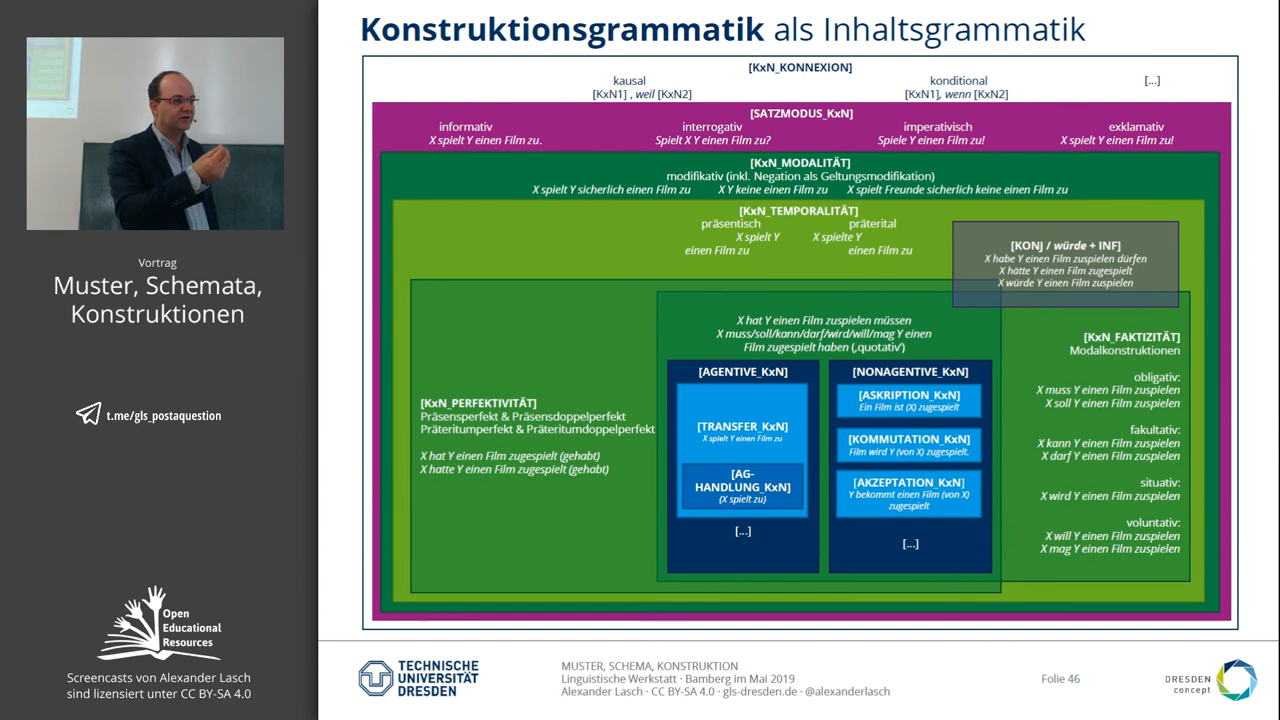 Konstruktionsgrammatik als Inhaltsgrammatik
[KxN_KONNEXION]
kausal
[KxN1] , weil [KxN2]
konditional
[KxN1], wenn [KxN2]
[...]
[SATZMODUS_KxN]
informativ
X spielt Y einen Film zu.
interrogativ
Spielt X Y einen Film zu?
imperativisch
Spiele Y einen Film zu!
exklamativ
X spielt Y einen Film zu!
[KxN_MODALITÄT]
modifikativ (inkl. Negation als Geltungsmodifikation)
X spielt Y sicherlich einen Film zu
X Y keine einen Film zu
X spielt Freunde sicherlich keine einen Film zu
[KxN_TEMPORALITÄT]
präsentisch
X spielt Y
einen Film zu
präterital
X spielte Y
einen Film zu
[KONJ / würde + INF]
X habe Y einen Film zuspielen dürfen
X hätte Y einen Film zugespielt
X würde Y einen Film zuspielen
X hat Y einen Film zuspielen müssen
X muss/soll/kann/darf/wird/will/mag Y einen
Film zugespielt haben (‚quotativ')
[KxN_PERFEKTIVITÄT]
Präsensperfekt & Präsensdoppelperfekt
Präteritumperfekt & Präteritumdoppelperfekt
X hat Y einen Film zugespielt (gehabt)
X hatte Y einen Film zugespielt (gehabt)
[AGENTIVE_KxN]
[TRANSFER_KxN]
X spielt Y einen Film zu
[AG-
HANDLUNG_KxN]
{X spielt zu}
[...]
[NONAGENTIVE_KxN]
[ASKRIPTION_KxN]
Ein Film ist (X) zugespielt
[KOMMUTATION_KxN]
Film wird Y (von X) zugespielt.
[AKZEPTATION_KxN]
Y bekommt einen Film (von X)
zugespielt
[...]
[KxN_FAKTIZITÄT]
Modalkonstruktionen
obligativ:
X muss Y einen Film zuspielen
X soll Y einen Film zuspielen
fakultativ:
X kann Y einen Film zuspielen
X darf Y einen Film zuspielen
situativ:
X wird Y einen Film zuspielen
voluntativ:
X will Y einen Film zuspielen
X mag Y einen Film zuspielen
Vortrag
Muster, Schemata,
Konstruktionen
t.me/gls_postaquestion
Open
Educational
Resources
Screencasts von Alexander Lasch
sind lizensiert unter CC BY-SA 4.0
TECHNISCHE
UNIVERSITÄT
DRESDEN
MUSTER, SCHEMA, KONSTRUKTION
Linguistische Werkstatt · Bamberg im Mai 2019
Alexander Lasch · CC BY-SA 4.0 · gls-dresden.de · @alexanderlasch
Folie 46
DRESDEN
concept